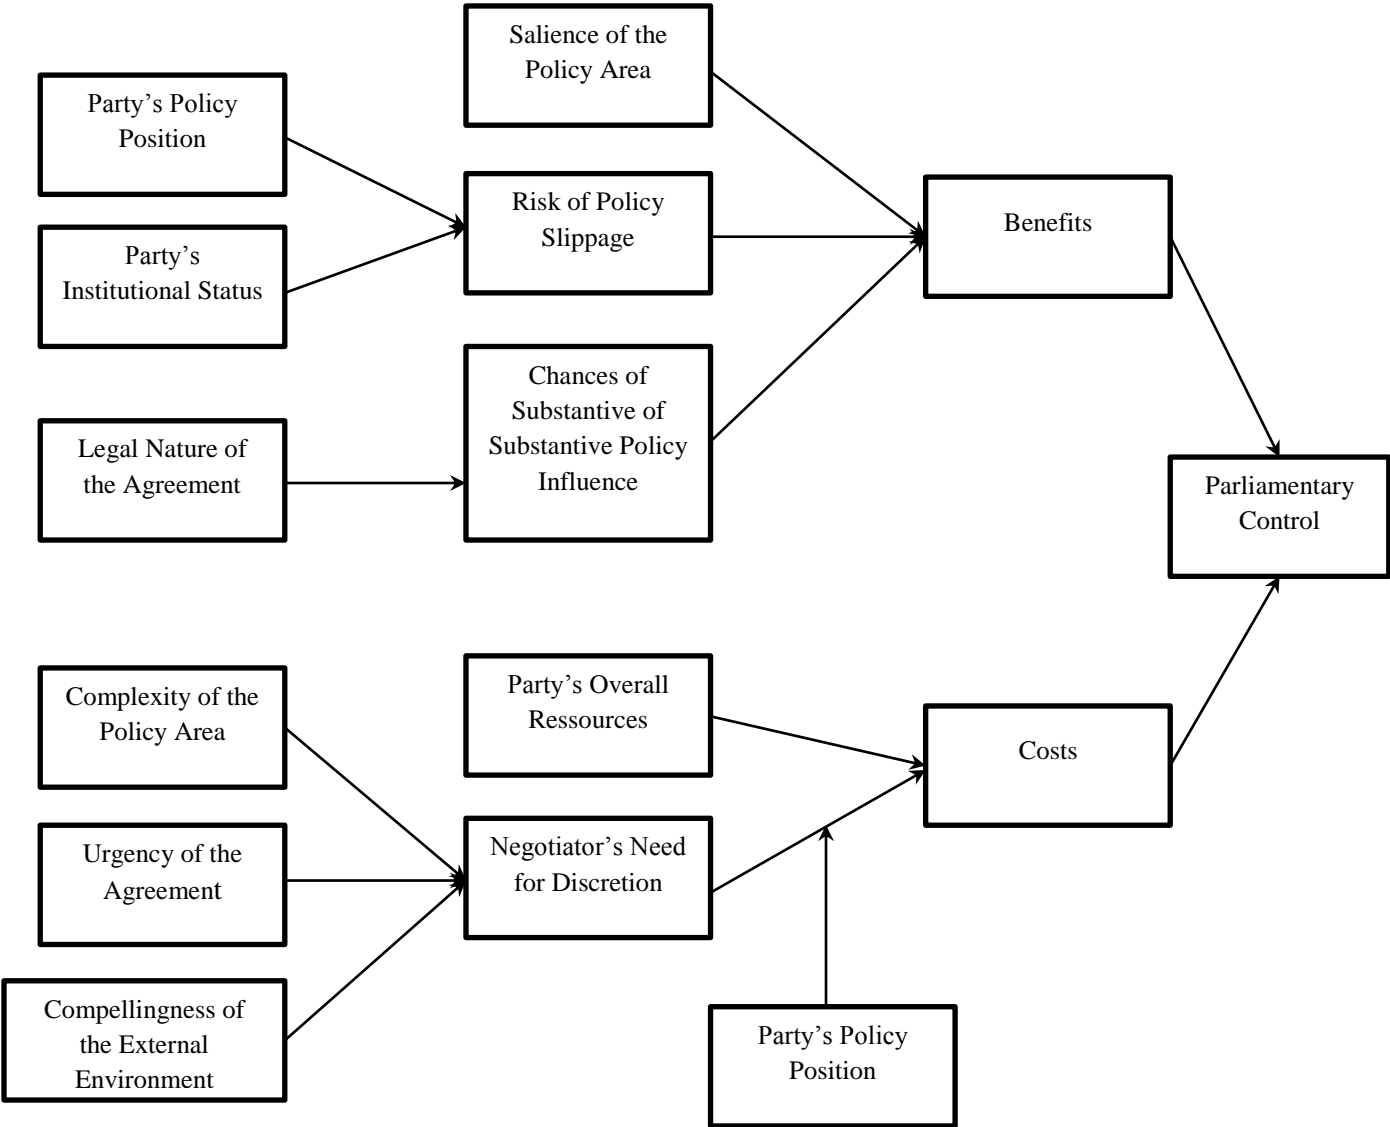 Salience of the
Policy Area
Party’s Policy
Position
Risk of Policy
Slippage
Benefits
Party’s
Institutional Status
Chances of
Substantive of
Substantive Policy
Influence
Legal Nature of
the Agreement
Parliamentary
Control
Complexity of the
Policy Area
Party’s Overall
Ressources
Costs
Urgency of the
Agreement
Negotiator’s Need
for Discretion
Compellingness of
the External
Environment
Party’s Policy
Position